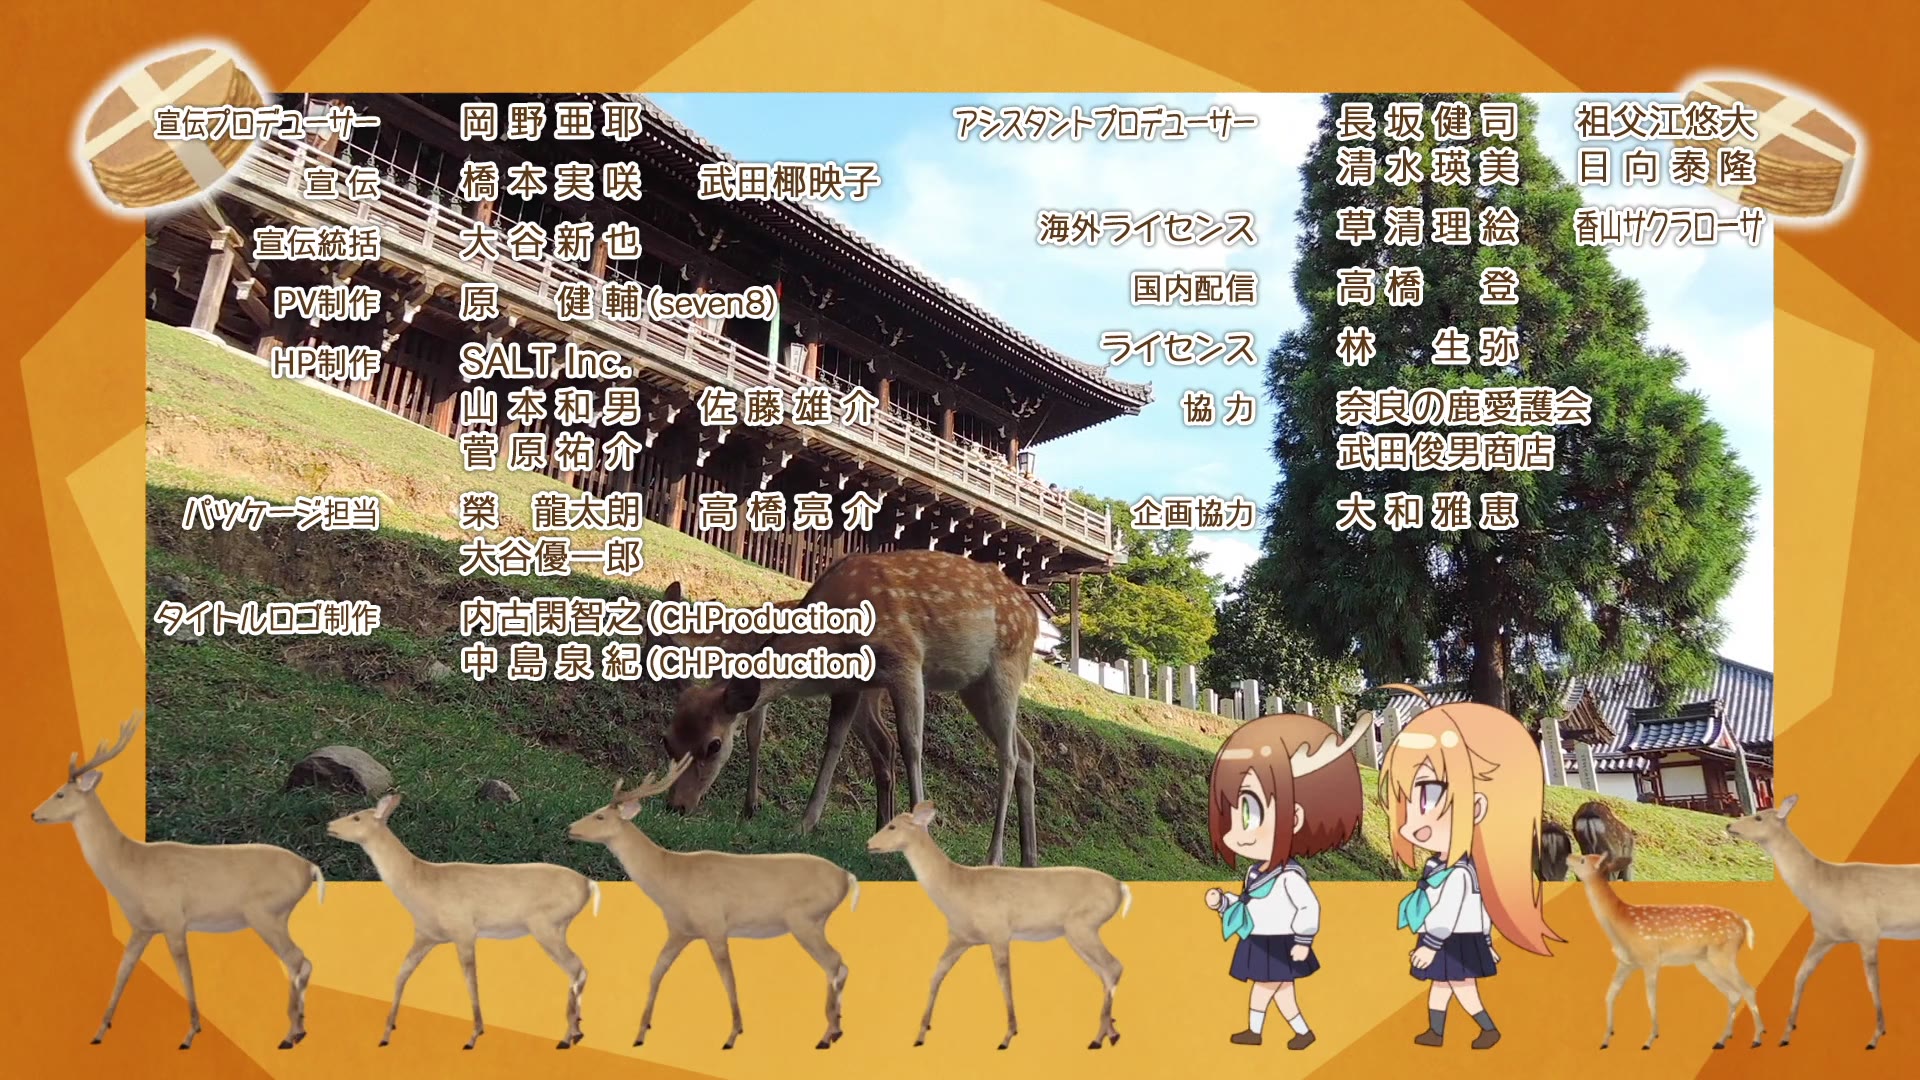 宣伝プロデューサー 岡野亜耶
宣伝 橋本実咲 武田椰映子
宣伝統括 大谷新也
PV制作 原 健輔(seven8)
HP制作 SALT Inc.
山本和男 佐藤雄介
菅原祐介
パッケージ担当 榮 龍太朗 高橋亮介
大谷優一郎
タイトルロゴ制作 内古閑智之(CHProduction)
中島泉紀(CHProduction)
アシスタントプロデューサー 長坂健司 祖父江悠大
清水瑛美 日向泰隆
海外ライセンス 草清理絵 香山サクラローサ
国内配信 高橋 登
ライセンス 林 生弥
協力 奈良の鹿愛護会
武田俊男商店
企画協力 大和雅恵